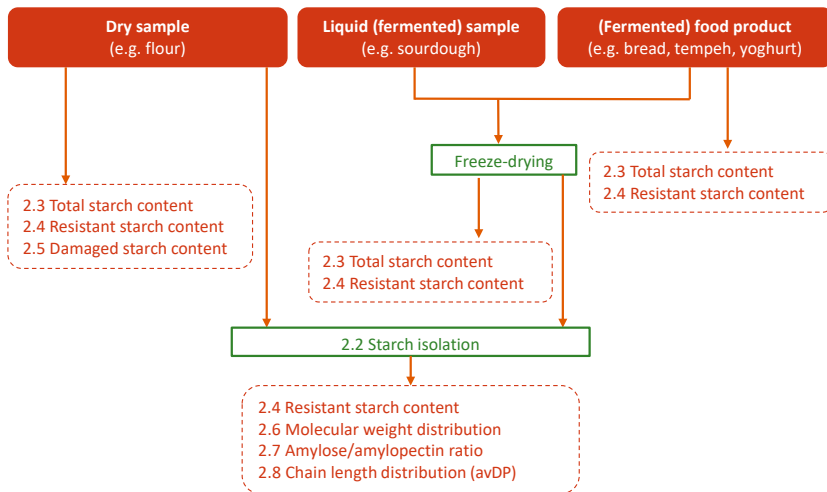 Dry sample
(e.g. flour)
Liquid (fermented) sample
(e.g. sourdough)
(Fermented) food product
(e.g. bread, tempeh, yoghurt)
Freeze-drying
2.3 Total starch content
2.4 Resistant starch content
2.3 Total starch content
2.4 Resistant starch content
2.5 Damaged starch content
2.3 Total starch content
2.4 Resistant starch content
2.2 Starch isolation
2.4 Resistant starch content
2.6 Molecular weight distribution
2.7 Amylose/amylopectin ratio
2.8 Chain length distribution (avDP)